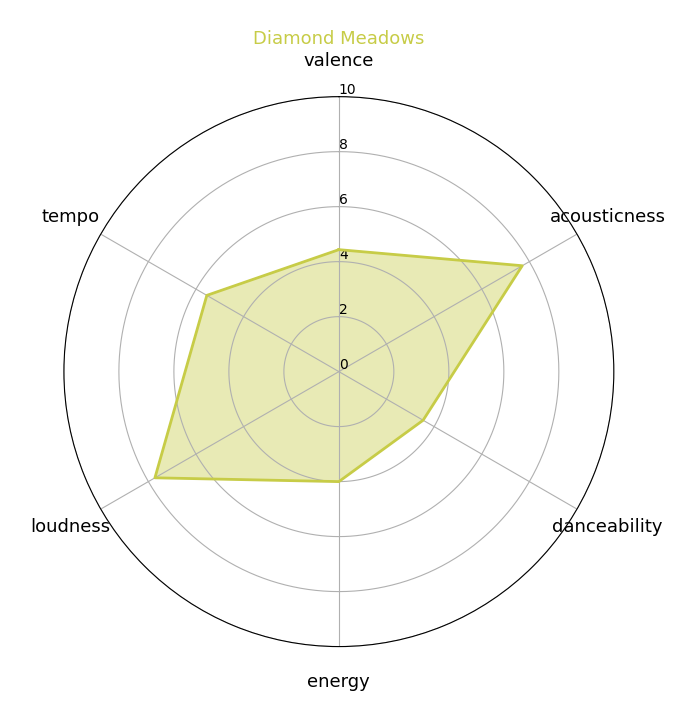 Diamond Meadows
valence
10
8
tempo
6
acousticness
4
2
0
loudness
danceability
energy